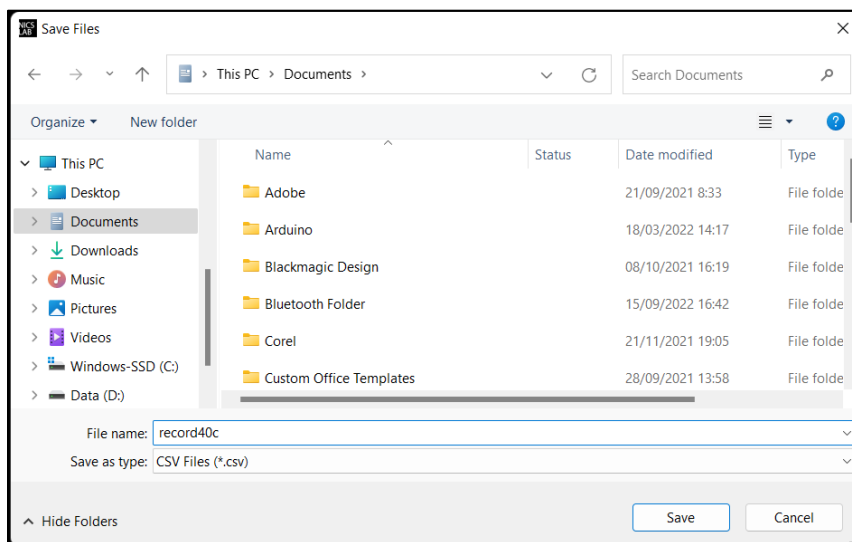 NICS
LAB
Save Files
This PC > Documents >
Search Documents
Organize
New folder
Name
Status
Date modified
Type
This PC
Desktop
Documents
Downloads
Music
Pictures
Videos
Windows-SSD (C:)
Data (D:)
Adobe 21/09/2021 8:33 File folde
Arduino 18/03/2022 14:17 File folde
Blackmagic Design 08/10/2021 16:19 File folde
Bluetooth Folder 15/09/2022 16:42 File folde
Corel 21/11/2021 19:05 File folde
Custom Office Templates 28/09/2021 13:58 File folde
File name: record40c
Save as type: CSV Files (*.csv)
Hide Folders
Save
Cancel